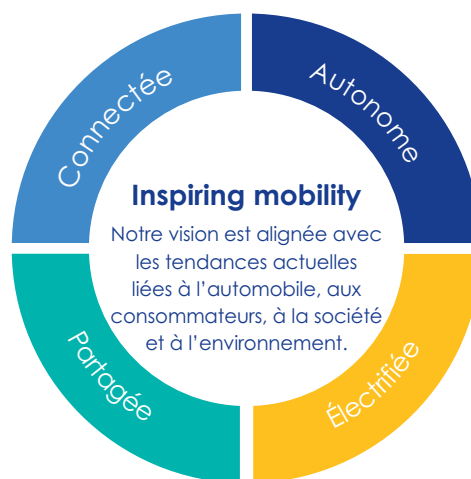 Connectée
Autonome
Inspiring mobility
Notre vision est alignée avec
les tendances actuelles
liées à l'automobile, aux
consommateurs, à la société
et à l'environnement.
Partagée
Électrifiée